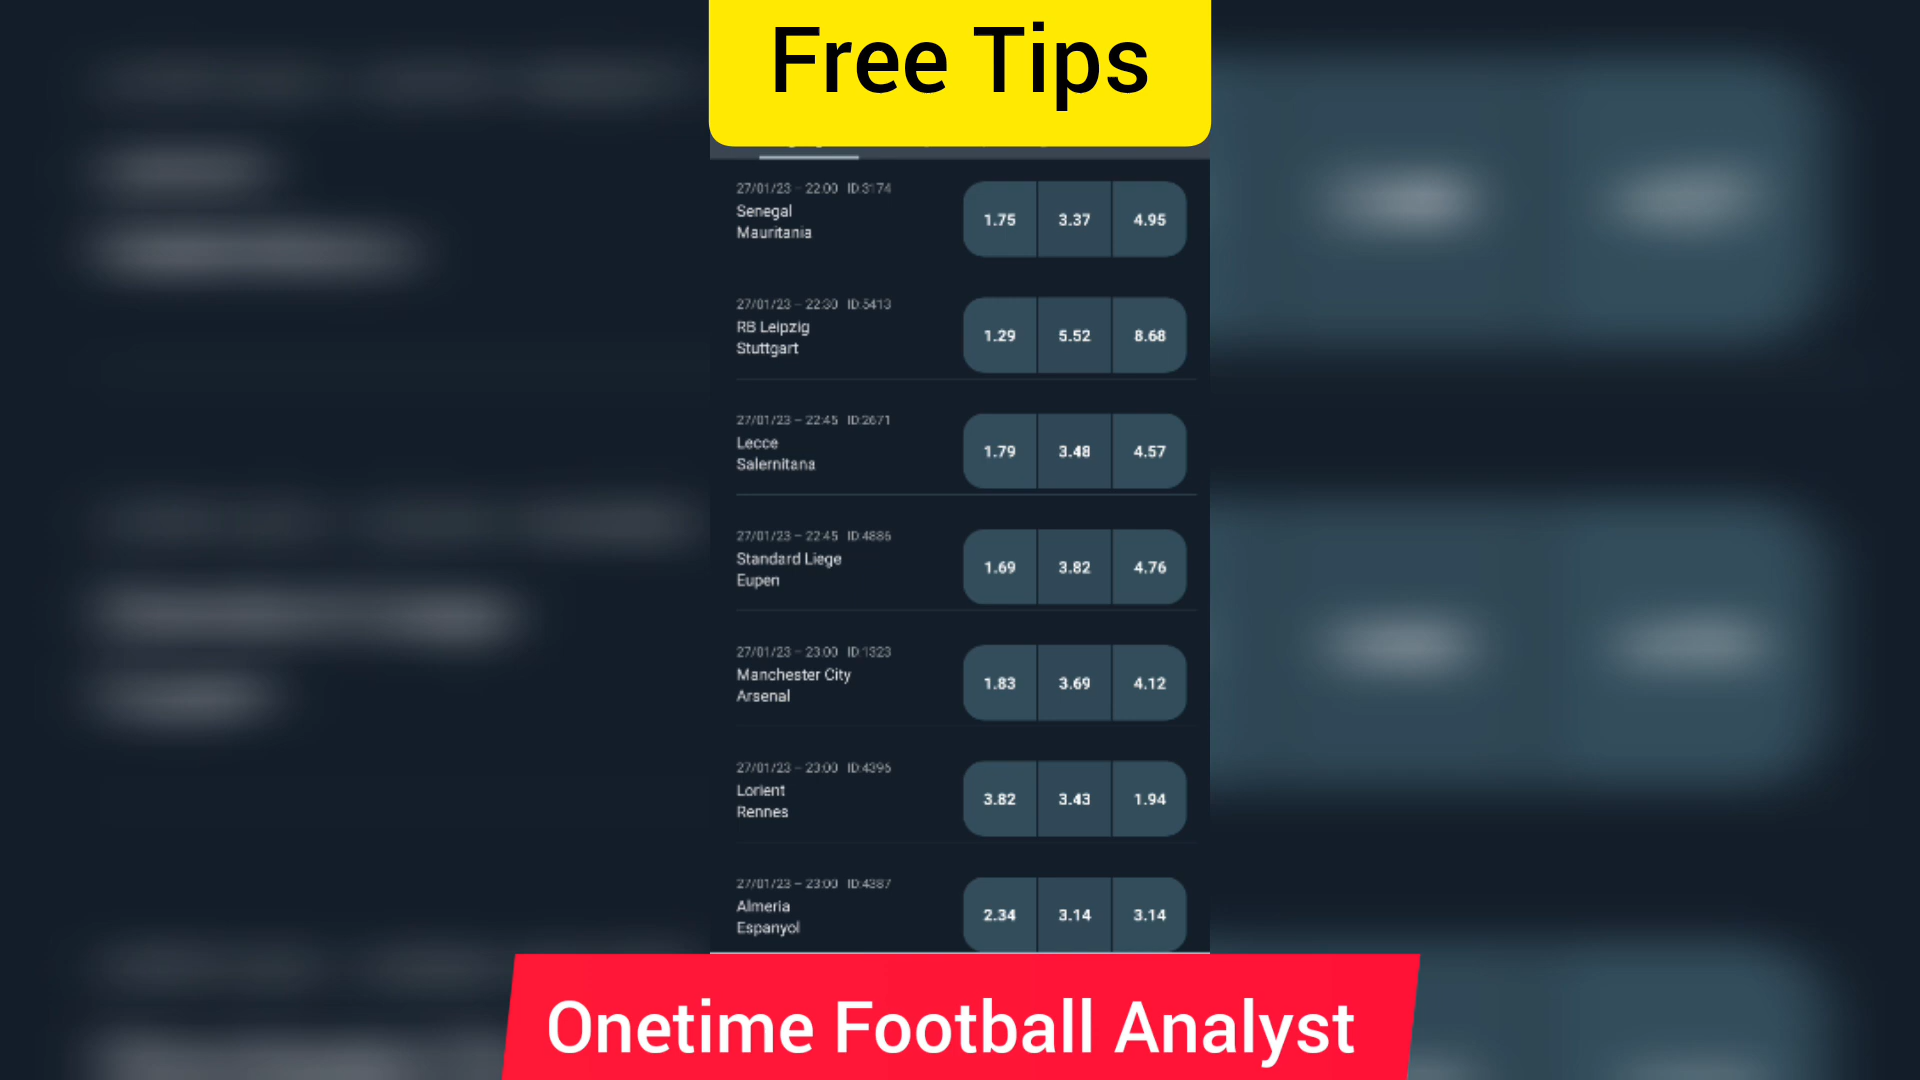 Free Tips
27/01/23 – 22:00 ID:3174
Senegal
Mauritania
1.75 3.37 4.95
27/01/23 – 22:30 ID:5413
RB Leipzig
Stuttgart
1.29 5.52 8.68
27/01/23 – 22:45 ID:2671
Lecce
Salernitana
1.79 3.48 4.57
27/01/23 – 22:45 ID:4886
Standard Liege
Eupen
1.69 3.82 4.76
27/01/23 – 23:00 ID:1323
Manchester City
Arsenal
1.83 3.69 4.12
27/01/23 – 23:00 ID:4396
Lorient
Rennes
3.82 3.43 1.94
27/01/23 – 23:00 ID:4387
Almeria
Espanyol
2.34 3.14 3.14
Onetime Football Analyst